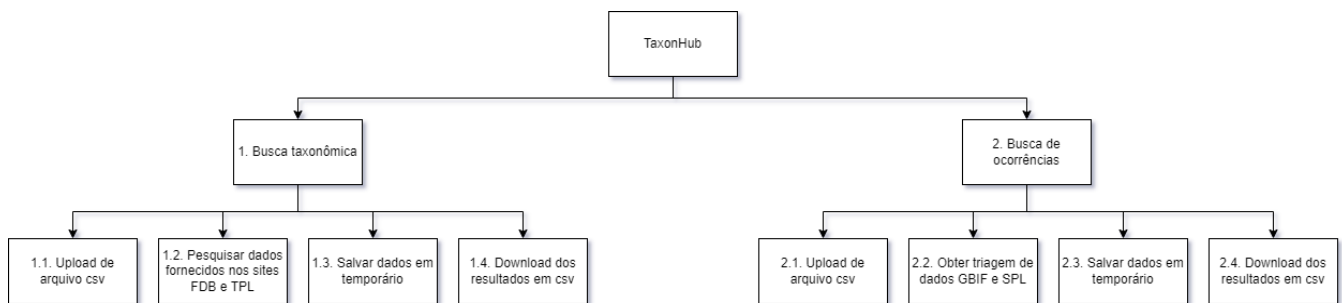 TaxonHub
1. Busca taxonômica
2. Busca de
ocorrências
1.1. Upload de
arquivo csv
1.2. Pesquisar dados
fornecidos nos sites
FDB e TPL
1.3. Salvar dados em
temporário
1.4. Download dos
resultados em csv
2.1. Upload de
arquivo csv
2.2. Obter triagem de
dados GBIF e SPL
2.3. Salvar dados em
temporário
2.4. Download dos
resultados em csv